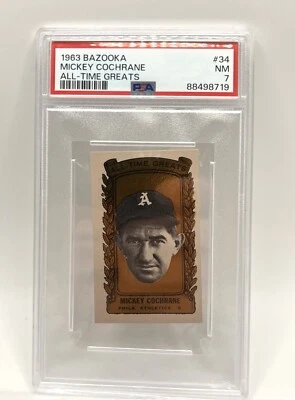 1963 BAZOOKA #34
MICKEY COCHRANE NM
ALL-TIME GREATS 7
PSA 88498719
ALL-TIME GREATS
A
MICKEY COCHRANE
PHILA. ATHLETICS C